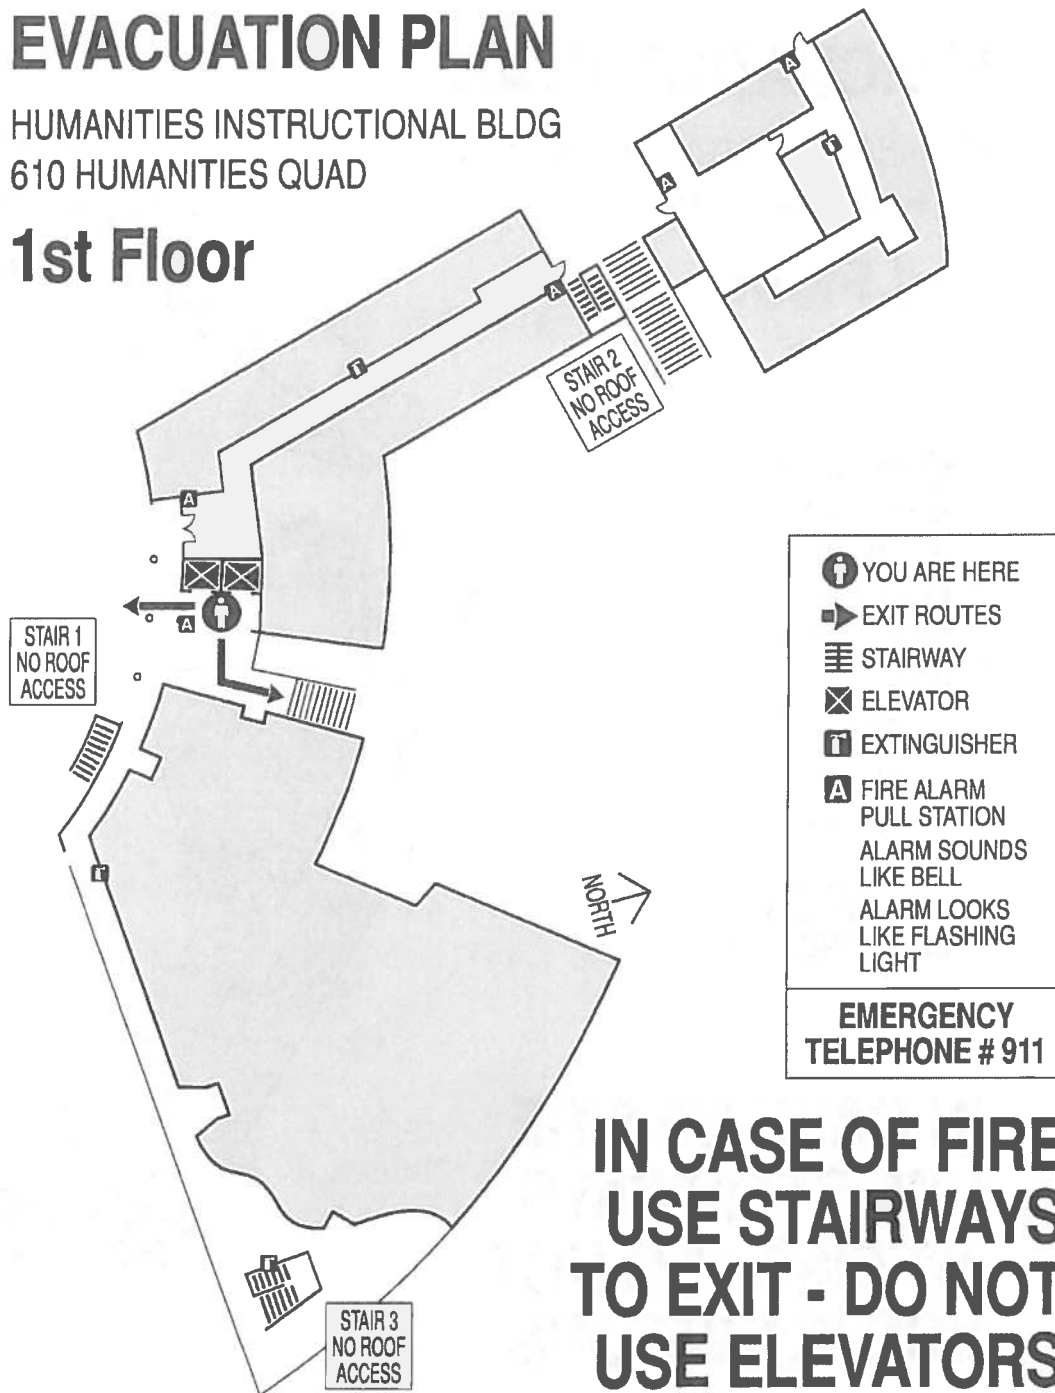 EVACUATION PLAN
HUMANITIES INSTRUCTIONAL BLDG
610 HUMANITIES QUAD
1st Floor
A
A
A
STAIR 2
NO ROOF
ACCESS
A
A
STAIR 1
NO ROOF
ACCESS
YOU ARE HERE
EXIT ROUTES
STAIRWAY
ELEVATOR
EXTINGUISHER
A FIRE ALARM
PULL STATION
ALARM SOUNDS
LIKE BELL
ALARM LOOKS
LIKE FLASHING
LIGHT
EMERGENCY
TELEPHONE # 911
NORTH
IN CASE OF FIRE
USE STAIRWAYS
TO EXIT - DO NOT
USE ELEVATORS
STAIR 3
NO ROOF
ACCESS